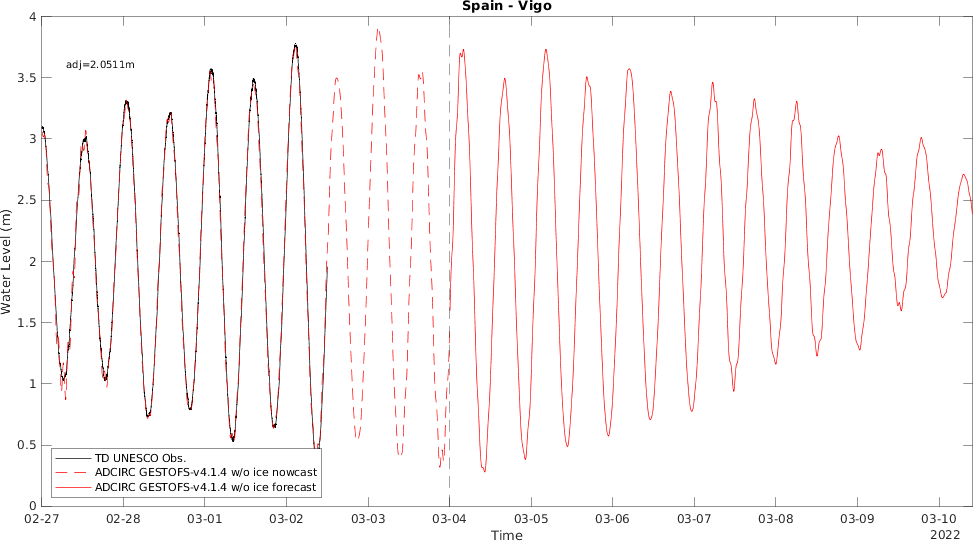 Spain - Vigo
adj=2.0511m
Water Level (m)
4
3.5
3
2.5
2
1.5
1
0.5
0
TD UNESCO Obs.
ADCIRC GESTOFS-v4.1.4 w/o ice nowcast
ADCIRC GESTOFS-v4.1.4 w/o ice forecast
02-27 02-28 03-01 03-02 03-03 03-04 03-05 03-06 03-07 03-08 03-09 03-10
2022
Time